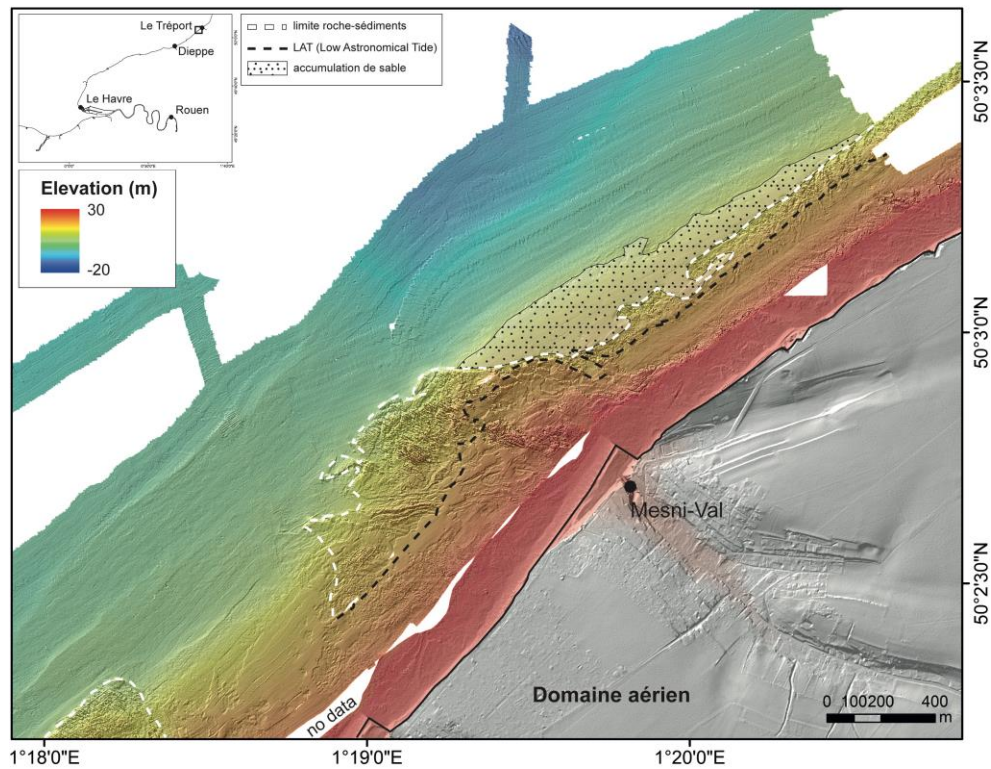 Le Tréport
Dieppe
Le Havre
Rouen
limite roche-sédiments
LAT (Low Astronomical Tide)
accumulation de sable
Elevation (m)
30
-20
50°3'30"N
50°3'0"N
50°2'30"N
Mesni-Val
Domaine aérien
no data
0 100200 400
m
1°18'0"E
1°19'0"E
1°20'0"E